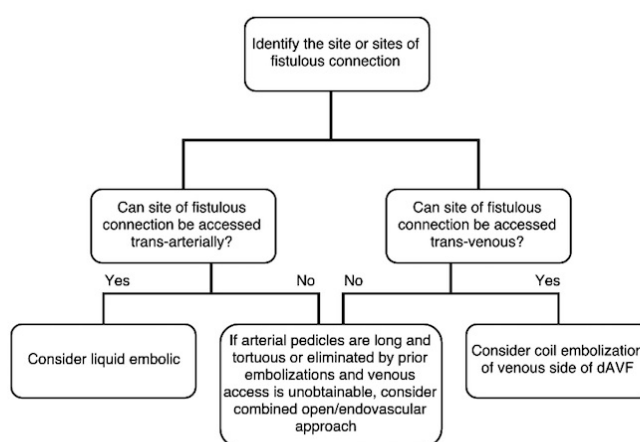 Identify the site or sites of
fistulous connection
Can site of fistulous
connection be accessed
trans-arterially?
Can site of fistulous
connection be accessed
trans-venous?
Yes
No
No
Yes
Consider liquid embolic
If arterial pedicles are long and
tortuous or eliminated by prior
embolizations and venous
access is unobtainable, consider
combined open/endovascular
approach
Consider coil embolization
of venous side of dAVF